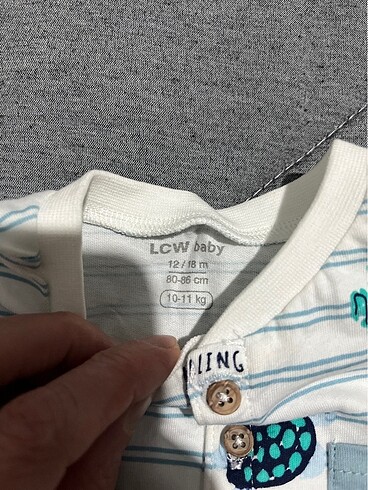 LCW baby
12 / 18 m
80-86 cm
10-11 kg
LING